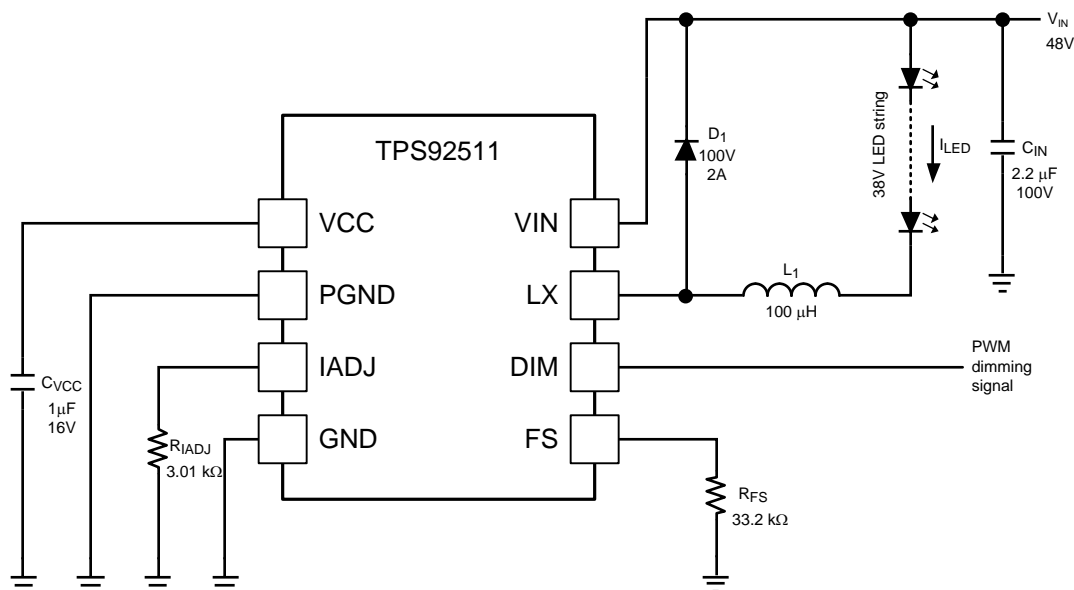 V_IN
48V
D1
100V
2A
38V LED string
I_LED
C_IN
2.2 μF
100V
TPS92511
VCC
VIN
PGND
LX
L1
100 μH
IADJ
DIM
PWM
dimming
signal
C_VCC
1μF
16V
R_IADJ
3.01 kΩ
GND
FS
R_FS
33.2 kΩ